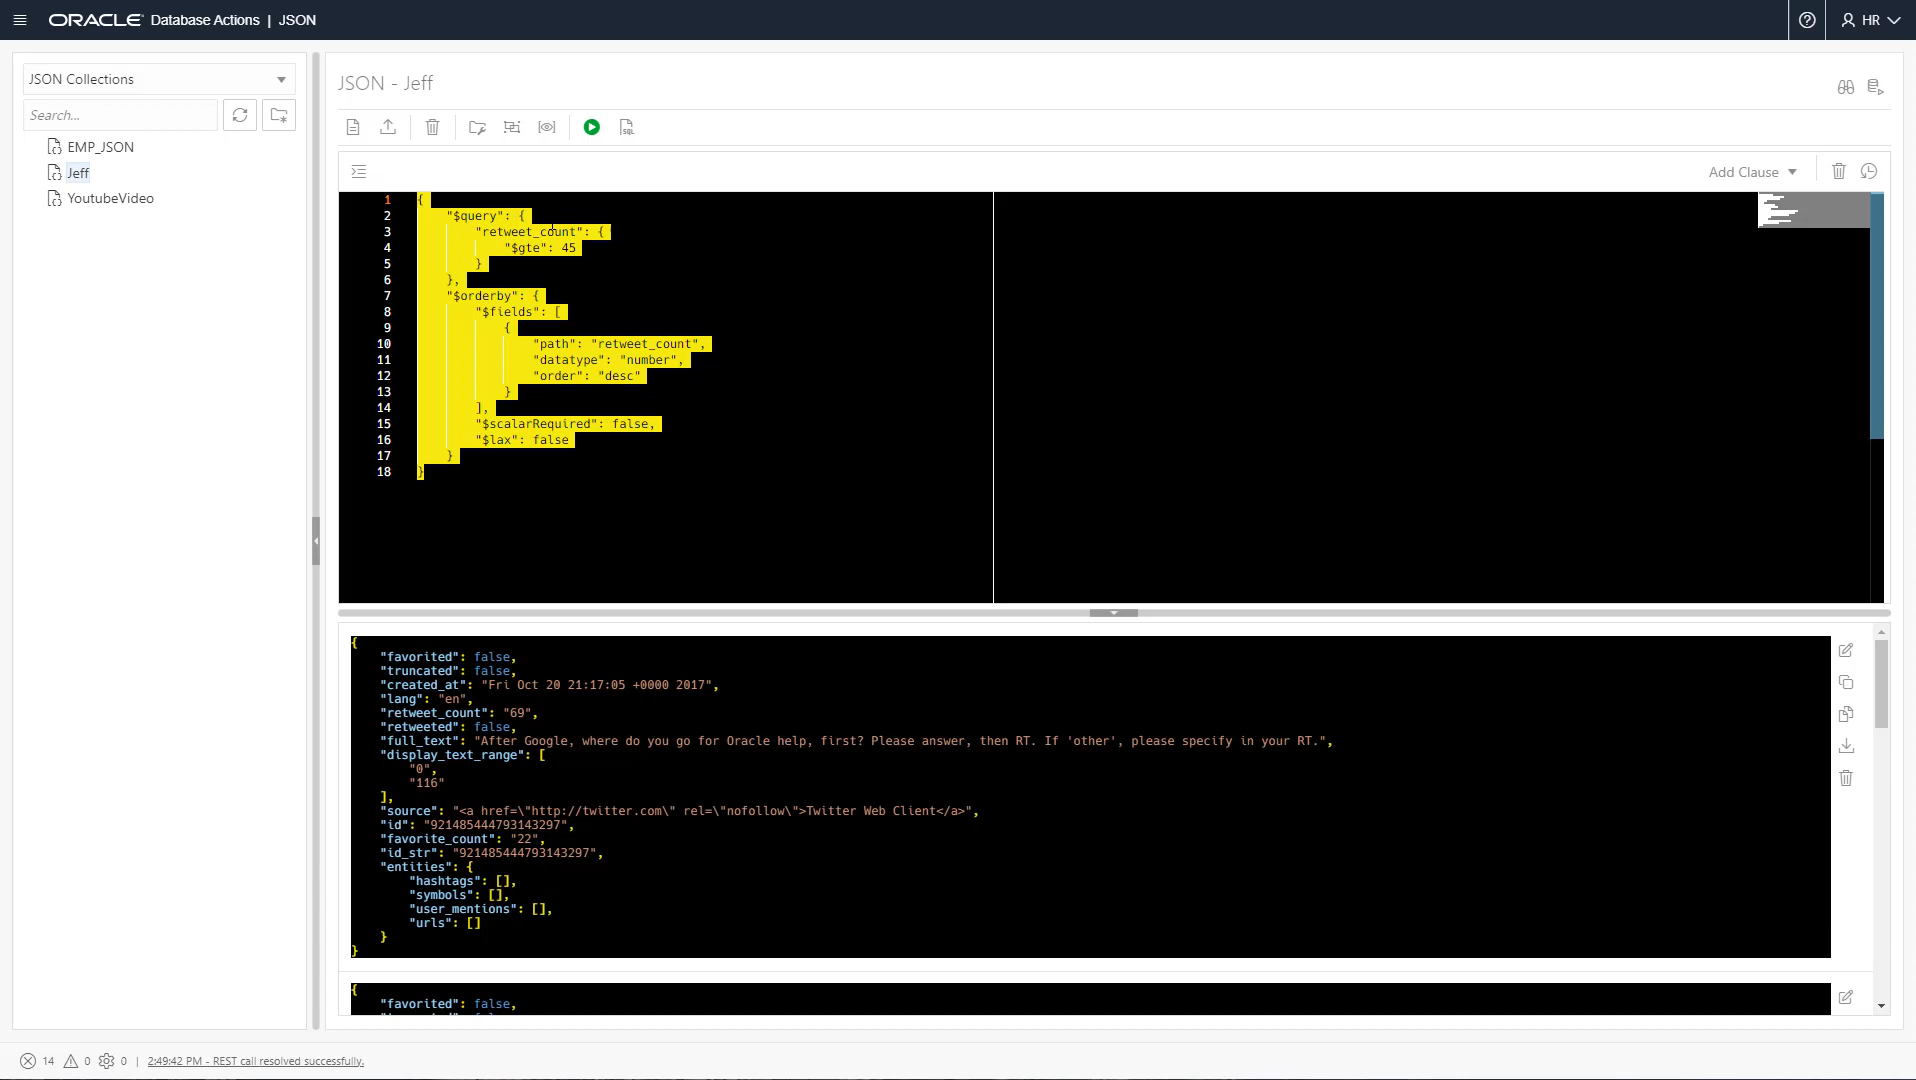 ORACLE Database Actions | JSON
HR
JSON Collections
Search...
EMP_JSON
Jeff
YoutubeVideo
JSON - Jeff
SQL
Add Clause
1 {
2 "$query": {
3 "retweet_count": {
4 "$gte": 45
5 }
6 },
7 "$orderby": {
8 "$fields": [
9 {
10 "path": "retweet_count",
11 "datatype": "number",
12 "order": "desc"
13 }
14 ],
15 "$scalarRequired": false,
16 "$lax": false
17 }
18 }
{
"favorited": false,
"truncated": false,
"created_at": "Fri Oct 20 21:17:05 +0000 2017",
"lang": "en",
"retweet_count": "69",
"retweeted": false,
"full_text": "After Google, where do you go for Oracle help, first? Please answer, then RT. If 'other', please specify in your RT.",
"display_text_range": [
"0",
"116"
],
"source": "<a href=\"http://twitter.com\" rel=\"nofollow\">Twitter Web Client</a>",
"id": "921485444793143297",
"favorite_count": "22",
"id_str": "921485444793143297",
"entities": {
"hashtags": [],
"symbols": [],
"user_mentions": [],
"urls": []
}
}
{
"favorited": false,
14 0 0 | 2:49:42 PM - REST call resolved successfully.